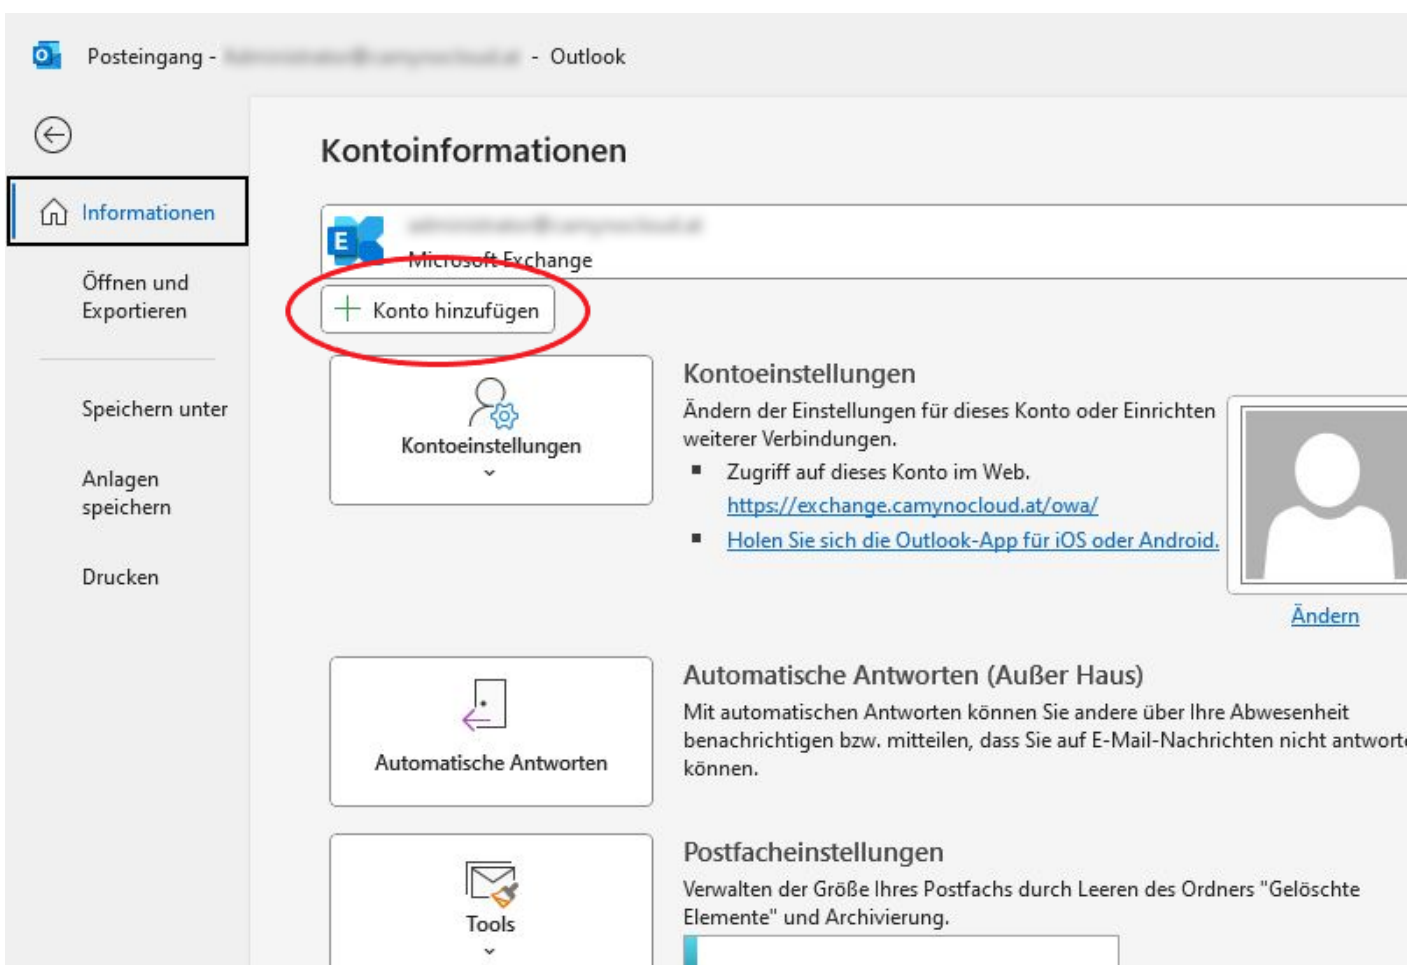 Posteingang - - Outlook
Kontoinformationen
Informationen
Microsoft Exchange
Öffnen und
Exportieren
Konto hinzufügen
Speichern unter
Anlagen
speichern
Drucken
Kontoeinstellungen
Kontoeinstellungen
Ändern der Einstellungen für dieses Konto oder Einrichten
weiterer Verbindungen.
Zugriff auf dieses Konto im Web.
https://exchange.camynocloud.at/owa/
Holen Sie sich die Outlook-App für iOS oder Android.
Ändern
Automatische Antworten
Automatische Antworten (Außer Haus)
Mit automatischen Antworten können Sie andere über Ihre Abwesenheit
benachrichtigen bzw. mitteilen, dass Sie auf E-Mail-Nachrichten nicht antworte
können.
Tools
Postfacheinstellungen
Verwalten der Größe Ihres Postfachs durch Leeren des Ordners "Gelöschte
Elemente" und Archivierung.